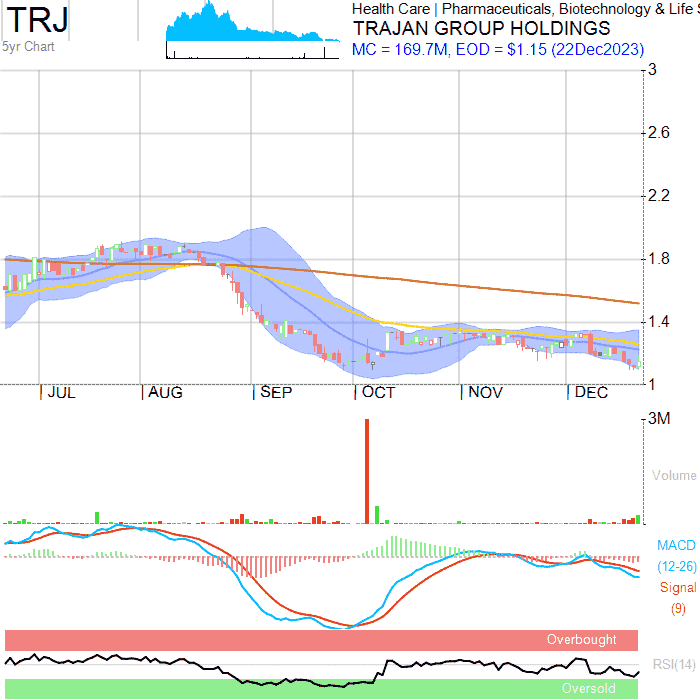 TRJ
5yr Chart
Health Care | Pharmaceuticals, Biotechnology & Life S
TRAJAN GROUP HOLDINGS
MC = 169.7M, EOD = $1.15 (22Dec2023)
3
2.6
2.2
1.8
1.4
1
JUL AUG SEP OCT NOV DEC
3M
Volume
MACD
(12-26)
Signal
(9)
Overbought
RSI(14)
Oversold